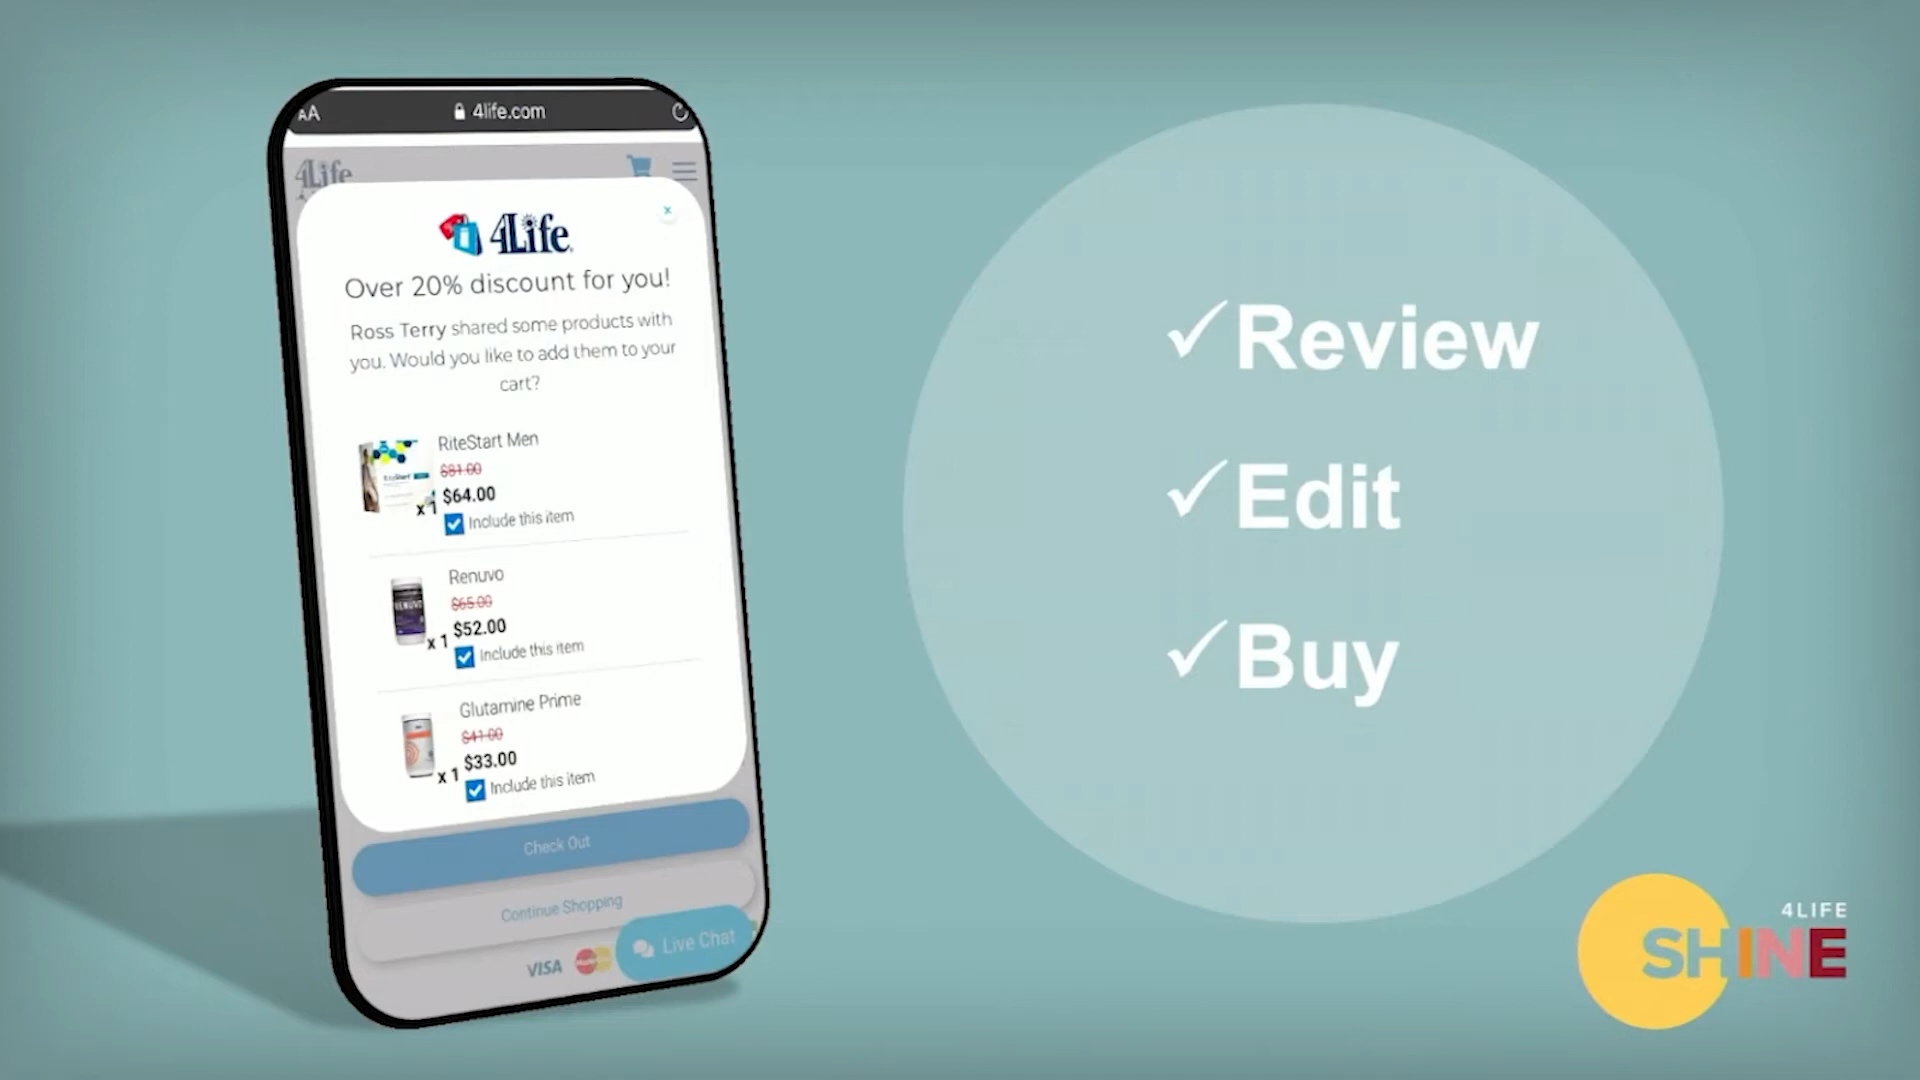 AA
4life.com
4Life
4Life
Over 20% discount for you!
Ross Terry shared some products with
you. Would you like to add them to your
cart?
RiteStart Men
$81.00
$64.00
x 1
Include this item
Renuvo
$65.00
$52.00
x 1
Include this item
Glutamine Prime
$41.00
$33.00
x 1
Include this item
Check Out
Continue Shopping
VISA
Live Chat
✓Review
✓Edit
✓Buy
4LIFE
SHINE